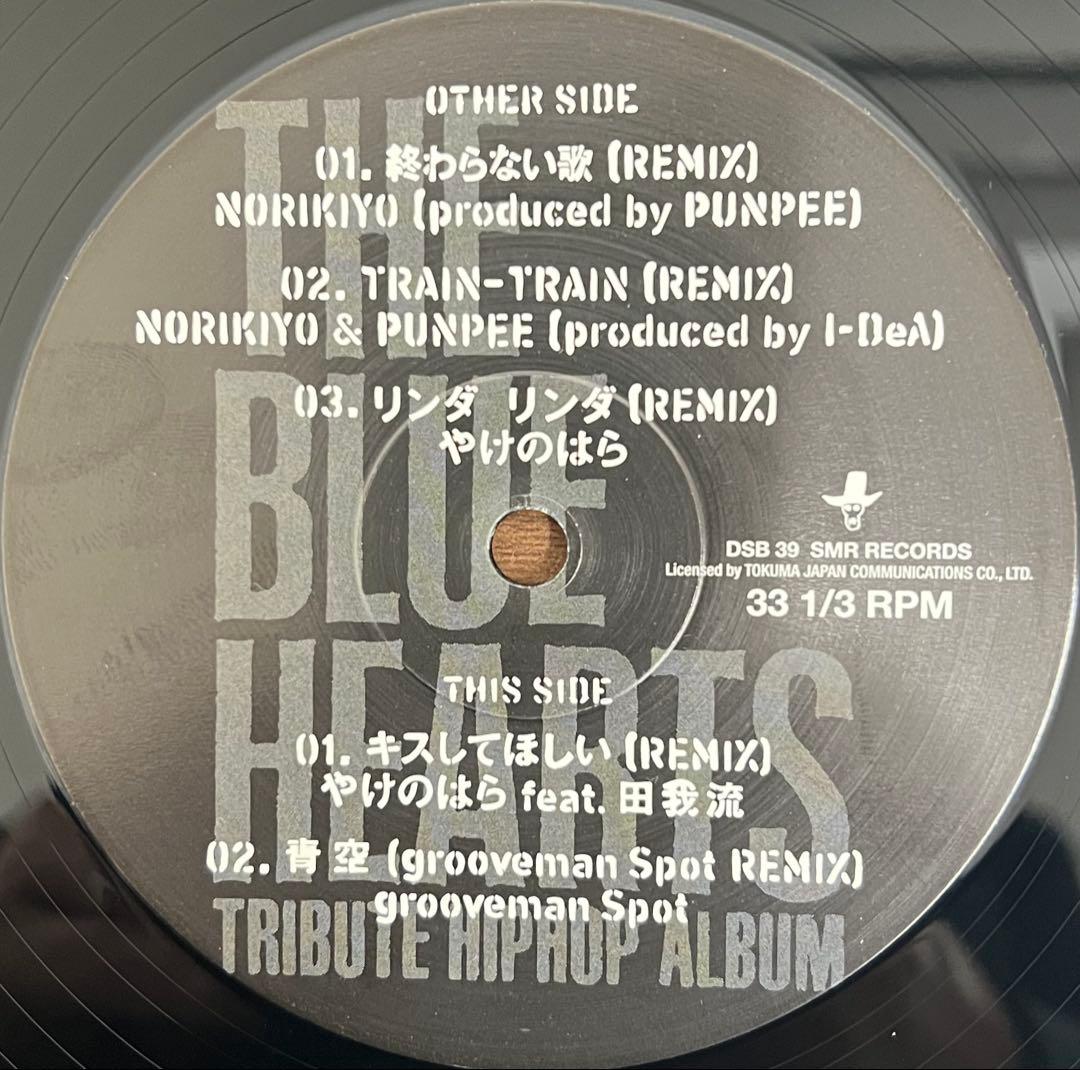 OTHER SIDE
01. 終わらない歌 (REMIX)
NORIKIYO (produced by PUNPEE)
02. TRAIN-TRAIN (REMIX)
NORIKIYO & PUNPEE (produced by I-DeA)
03. リンダ リンダ (REMIX)
やけのはら
DSB 39 SMR RECORDS
Licensed by TOKUMA JAPAN COMMUNICATIONS CO., LTD.
33 1/3 RPM
THIS SIDE
01. キスしてほしい (REMIX)
やけのはら feat. 田我流
02. 青空 (grooveman Spot REMIX)
grooveman Spot
THE
BLUE
HEARTS
TRIBUTE HIPHOP ALBUM